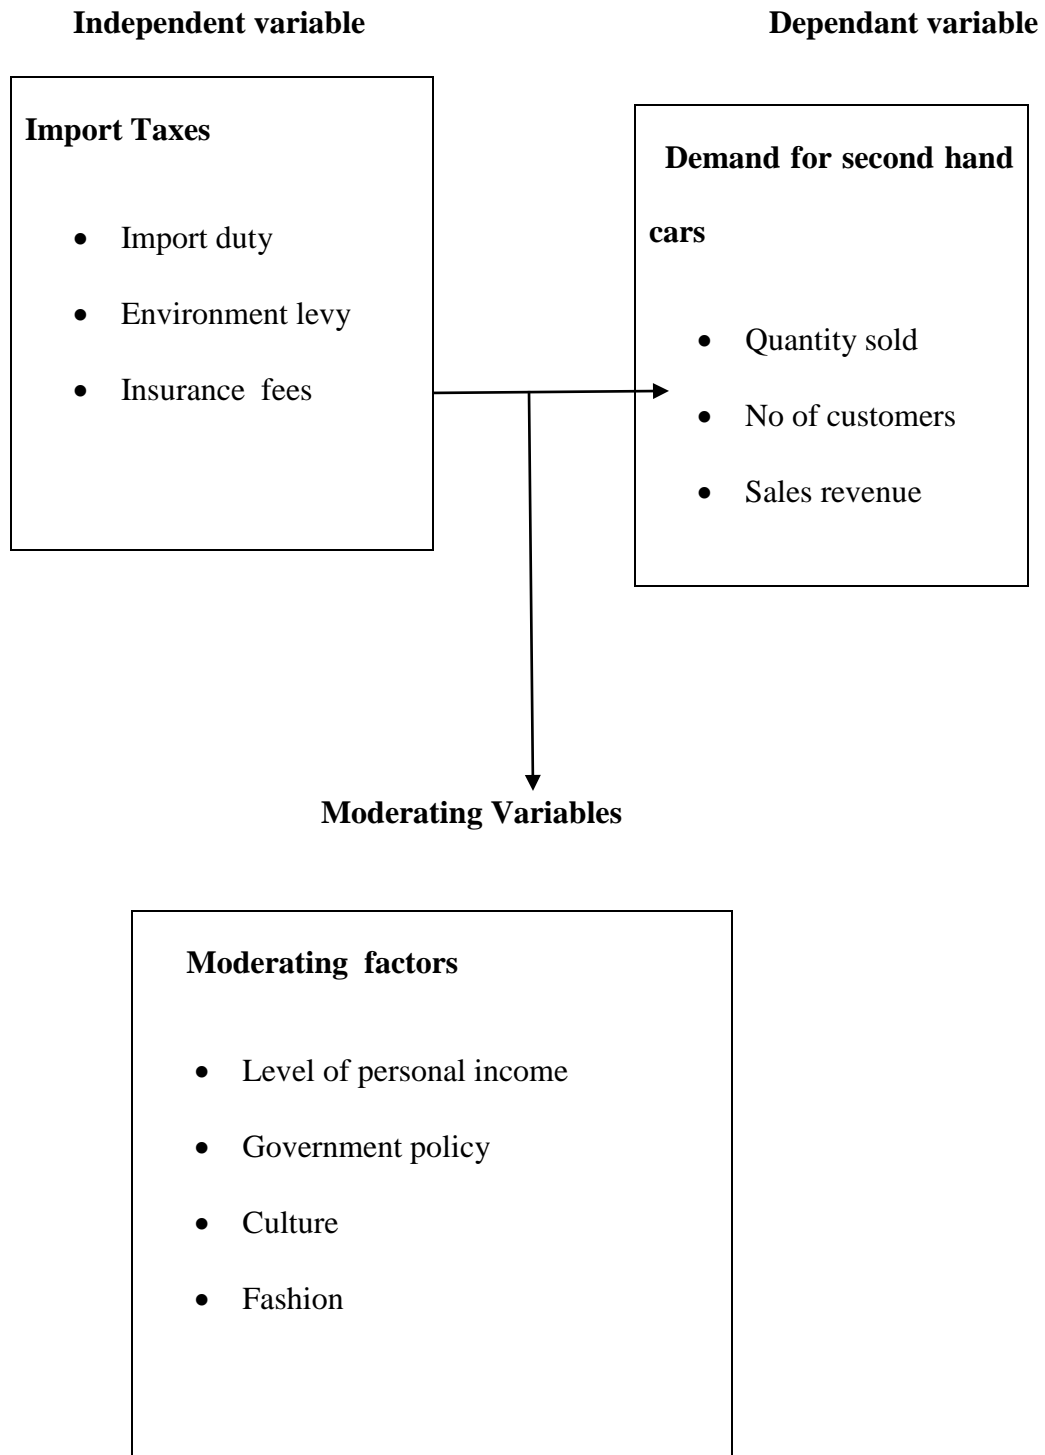 Independent variable
Dependant variable
Import Taxes
• Import duty
• Environment levy
• Insurance fees
Demand for second hand
cars
• Quantity sold
• No of customers
• Sales revenue
Moderating Variables
Moderating factors
• Level of personal income
• Government policy
• Culture
• Fashion